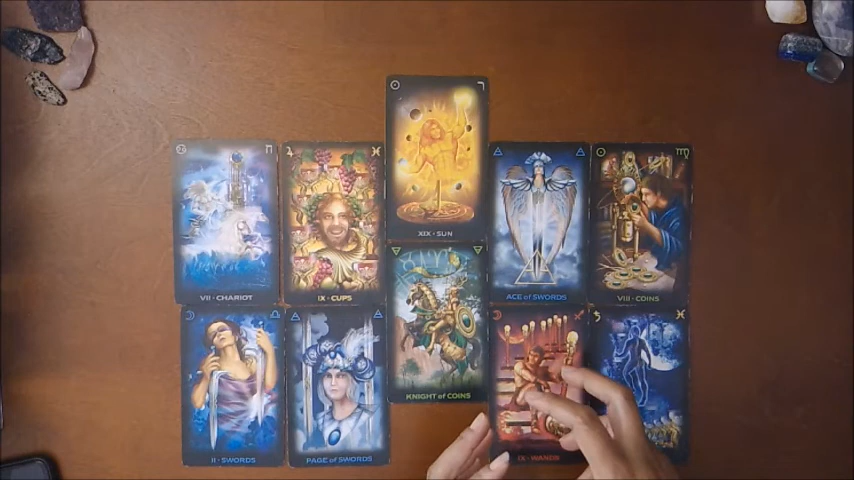 XIX · SUN
VII · CHARIOT
IX · CUPS
ACE of SWORDS
VIII · COINS
KNIGHT of COINS
II · SWORDS
PAGE of SWORDS
IX · WANDS